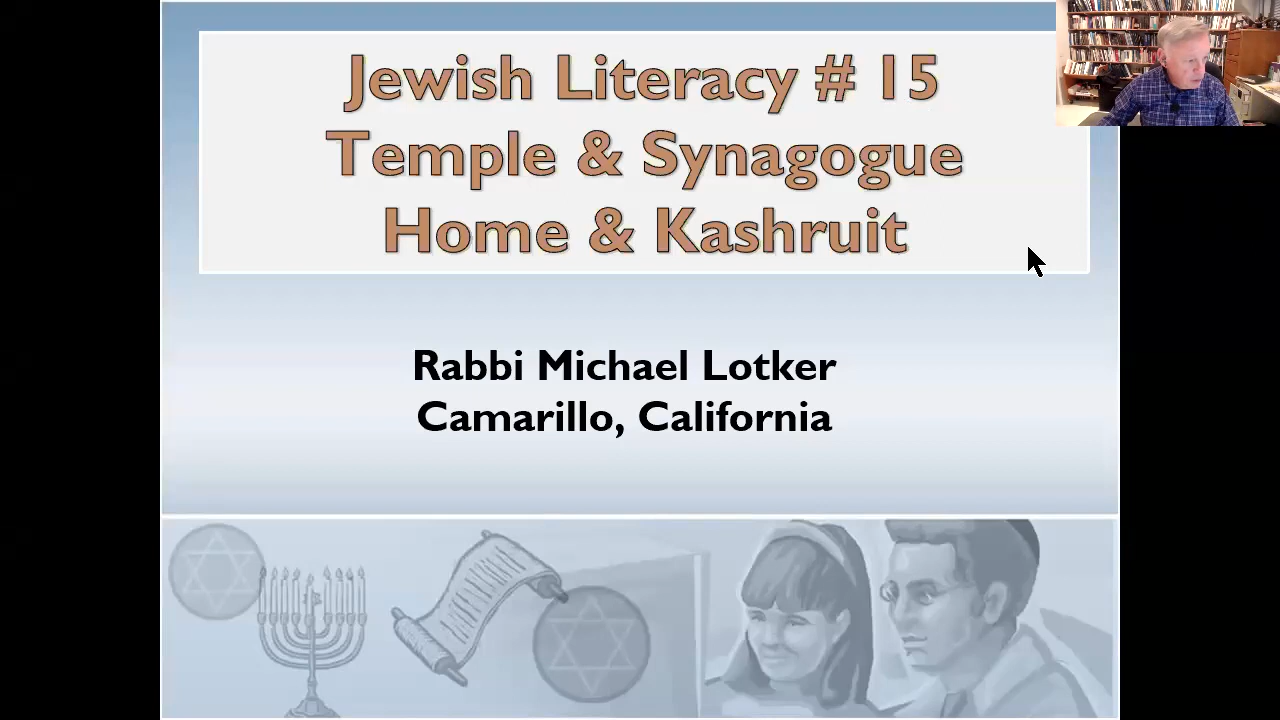 Jewish Literacy # 15
Temple & Synagogue
Home & Kashruit
Rabbi Michael Lotker
Camarillo, California